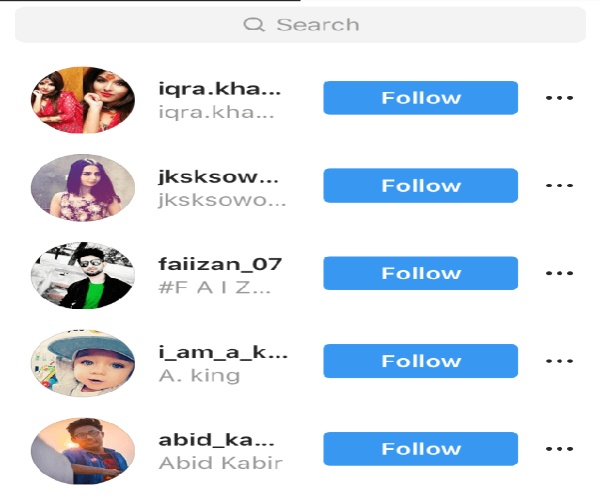 Search
iqra.kha...
Follow
iqra.kha...
jksksow...
Follow
jksksowo...
faiizan_07
Follow
#F A I Z...
i_am_a_k...
Follow
A. king
abid_ka...
Follow
Abid Kabir